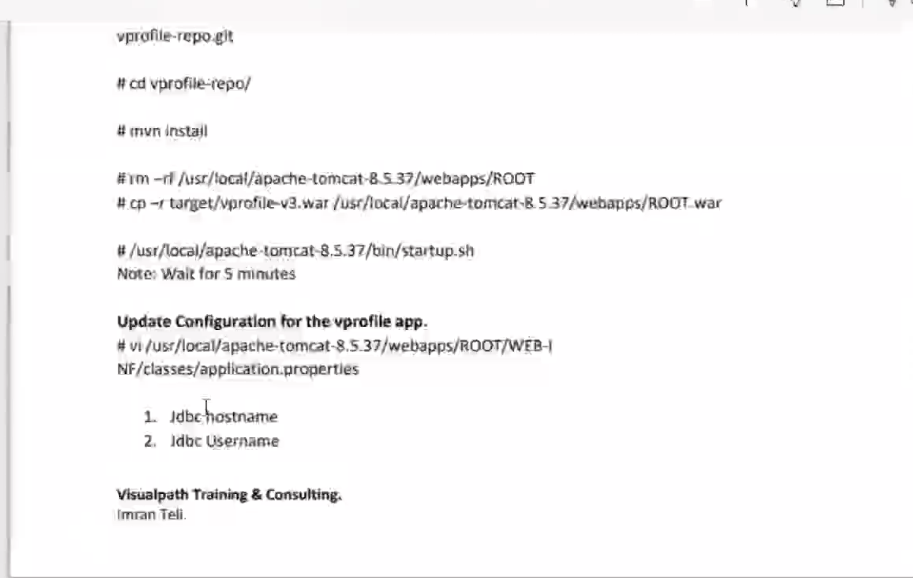 vprofile-repo.git
# cd vprofile-repo/
# mvn install
# rm –rf /usr/local/apache-tomcat-8.5.37/webapps/ROOT
# cp –r target/vprofile-v3.war /usr/local/apache-tomcat-8.5.37/webapps/ROOT.war
# /usr/local/apache-tomcat-8.5.37/bin/startup.sh
Note: Wait for 5 minutes
Update Configuration for the vprofile app.
# vi /usr/local/apache-tomcat-8.5.37/webapps/ROOT/WEB-I
NF/classes/application.properties
1. Jdbc hostname
2. Jdbc Username
Visualpath Training & Consulting.
Imran Teli.